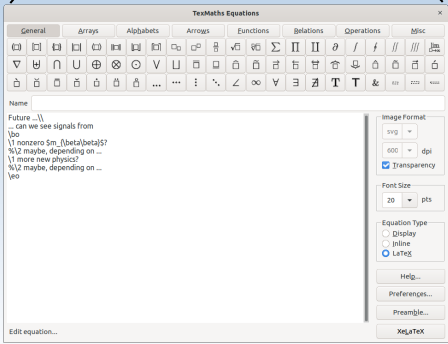 TexMaths Equations
General Arrays Alphabets Arrows Functions Relations Operations Misc
Name
Future ...\\
... can we see signals from
\bo
\1 nonzero $m_{\beta\beta}$?
%\2 maybe, depending on ...
\1 more new physics?
%\2 maybe, depending on ...
\eo
Image Format
svg
600 dpi
Transparency
Font Size
20 pts
Equation Type
Display
Inline
LaTeX
Help...
Preferences...
Preamble...
Edit equation...
XeLaTeX